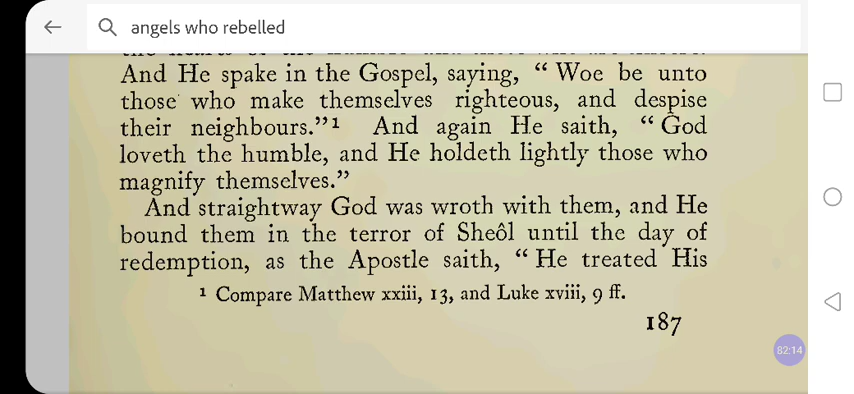 angels who rebelled
And He spake in the Gospel, saying, “ Woe be unto
those who make themselves righteous, and despise
their neighbours.”¹ And again He saith, “ God
loveth the humble, and He holdeth lightly those who
magnify themselves.”
And straightway God was wroth with them, and He
bound them in the terror of Sheôl until the day of
redemption, as the Apostle saith, “ He treated His
¹ Compare Matthew xxiii, 13, and Luke xviii, 9 ff.
187
82:14